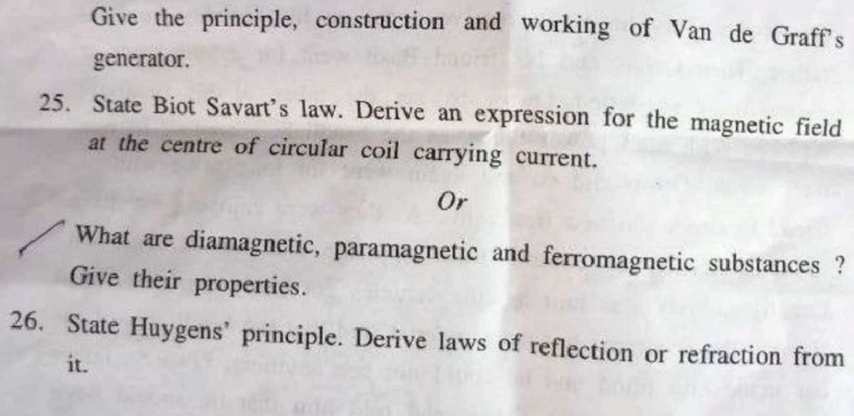 Give the principle, construction and working of Van de Graff's
generator.
25. State Biot Savart's law. Derive an expression for the magnetic field
at the centre of circular coil carrying current.
Or
What are diamagnetic, paramagnetic and ferromagnetic substances ?
Give their properties.
26. State Huygens' principle. Derive laws of reflection or refraction from
it.